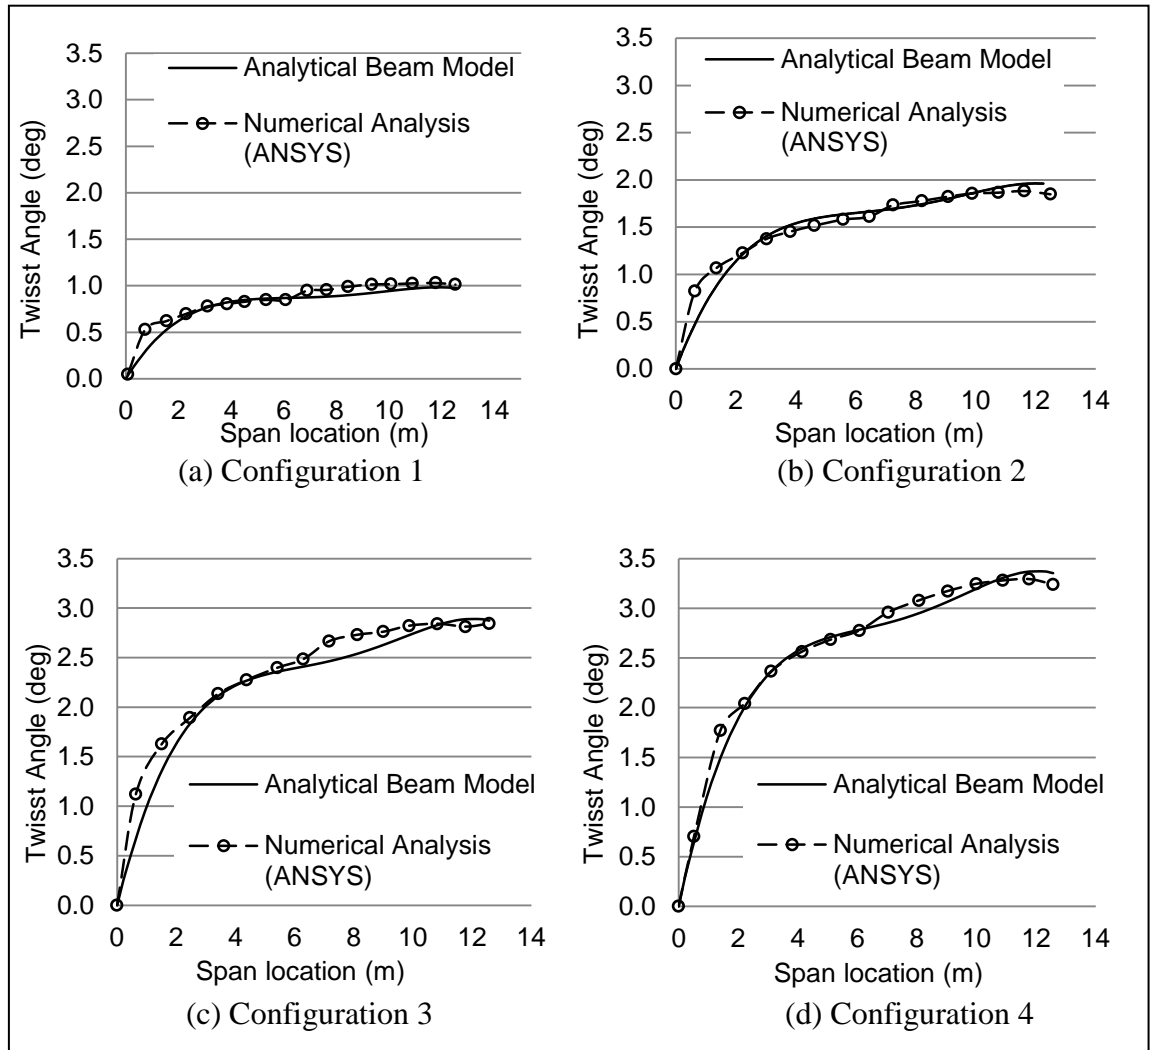 3.5
3.0
2.5
2.0
1.5
1.0
0.5
0.0
0 2 4 6 8 10 12 14
Twisst Angle (deg)
Span location (m)
Analytical Beam Model
Numerical Analysis
(ANSYS)
(a) Configuration 1
3.5
3.0
2.5
2.0
1.5
1.0
0.5
0.0
0 2 4 6 8 10 12 14
Twisst Angle (deg)
Span location (m)
Analytical Beam Model
Numerical Analysis
(ANSYS)
(b) Configuration 2
3.5
3.0
2.5
2.0
1.5
1.0
0.5
0.0
0 2 4 6 8 10 12 14
Twisst Angle (deg)
Span location (m)
Analytical Beam Model
Numerical Analysis
(ANSYS)
(c) Configuration 3
3.5
3.0
2.5
2.0
1.5
1.0
0.5
0.0
0 2 4 6 8 10 12 14
Twisst Angle (deg)
Span location (m)
Analytical Beam Model
Numerical Analysis
(ANSYS)
(d) Configuration 4